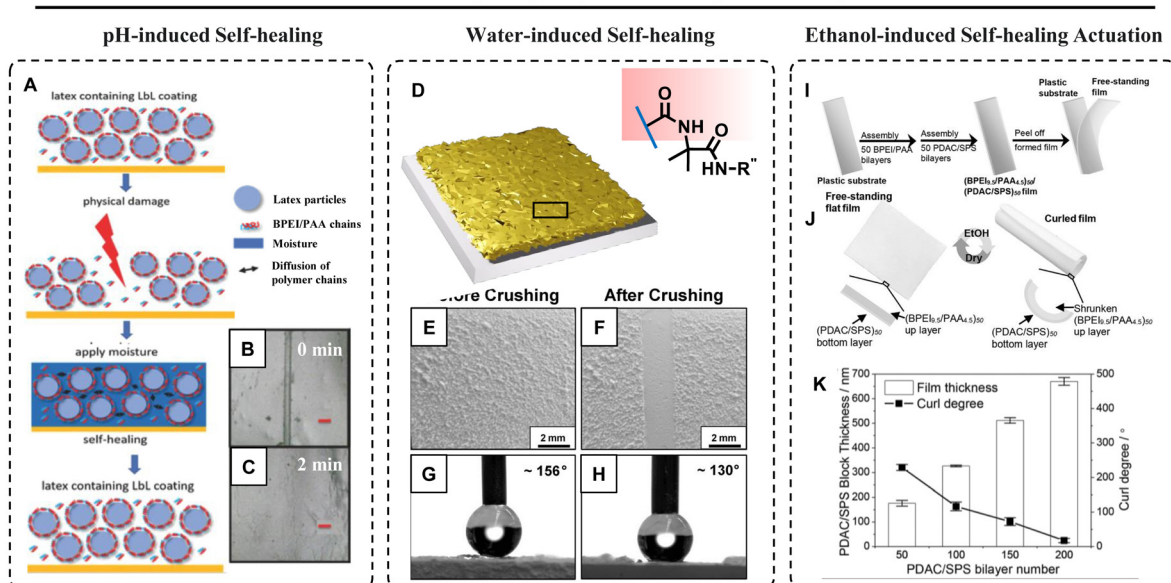 pH-induced Self-healing
A
latex containing LbL coating
physical damage
Latex particles
BPEI/PAA chains
Moisture
Diffusion of
polymer chains
apply moisture
self-healing
latex containing LbL coating
B
0 min
C
2 min
Water-induced Self-healing
D
O
NH
O
NH-R"
Before Crushing
After Crushing
E
2 mm
F
2 mm
G
~ 156°
H
~ 130°
Ethanol-induced Self-healing Actuation
I
Plastic substrate
Assembly
50 BPEI/PAA
bilayers
Assembly
50 PDAC/SPS
bilayers
(BPEI9.5/PAA4.5)50/
(PDAC/SPS)50 film
Peel off
formed film
Plastic
substrate
Free-standing
film
J
Free-standing
flat film
(PDAC/SPS)50
bottom layer
(BPEI9.5/PAA4.5)50
up layer
EtOH
Dry
Curled film
(PDAC/SPS)50
bottom layer
Shrunken
(BPEI9.5/PAA4.5)50
up layer
K
PDAC/SPS Block Thickness / nm
700
600
500
400
300
200
100
0
Film thickness
Curl degree
500
400
300
200
100
0
Curl degree / °
50 100 150 200
PDAC/SPS bilayer number